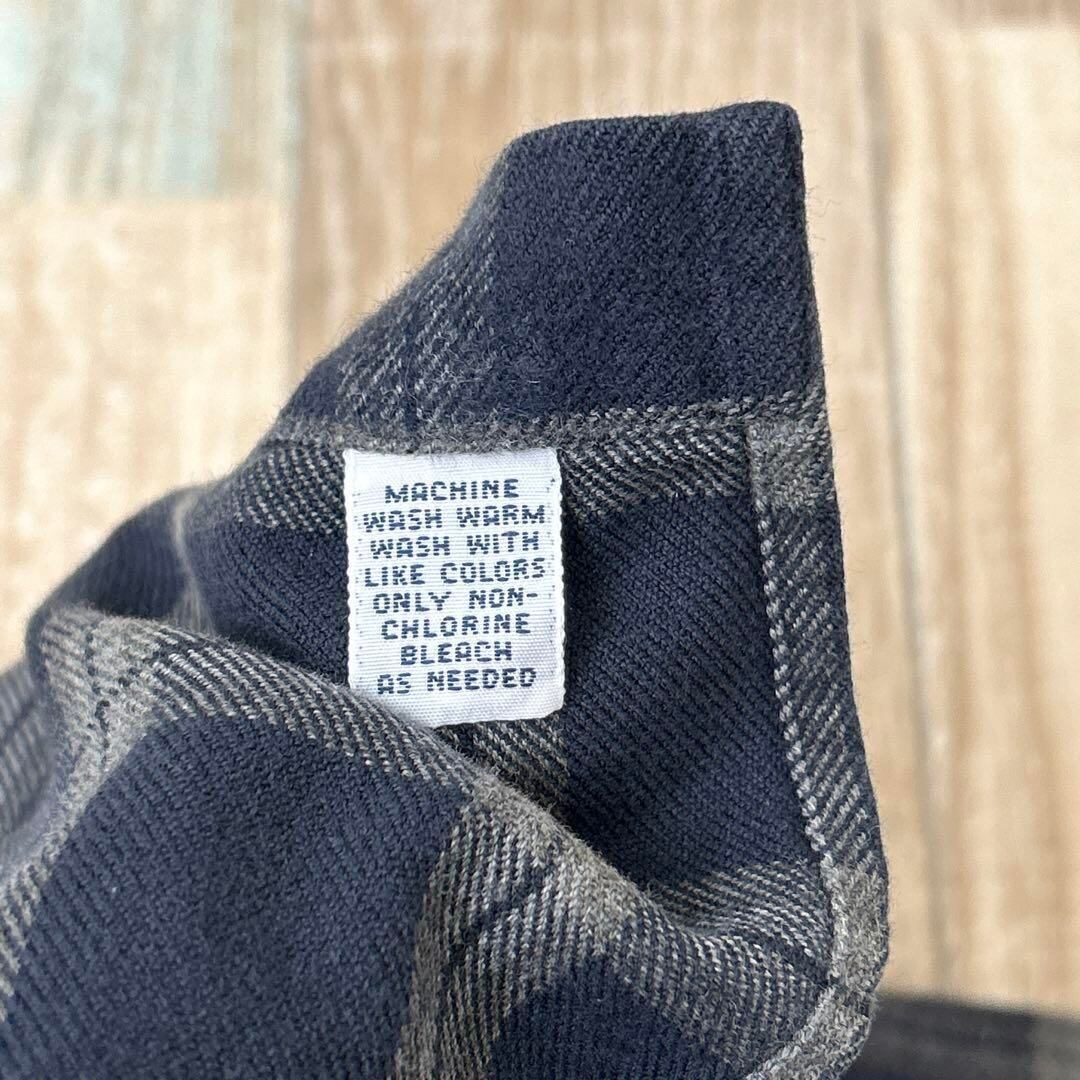 MACHINE
WASH WARM
WASH WITH
LIKE COLORS
ONLY NON-
CHLORINE
BLEACH
AS NEEDED